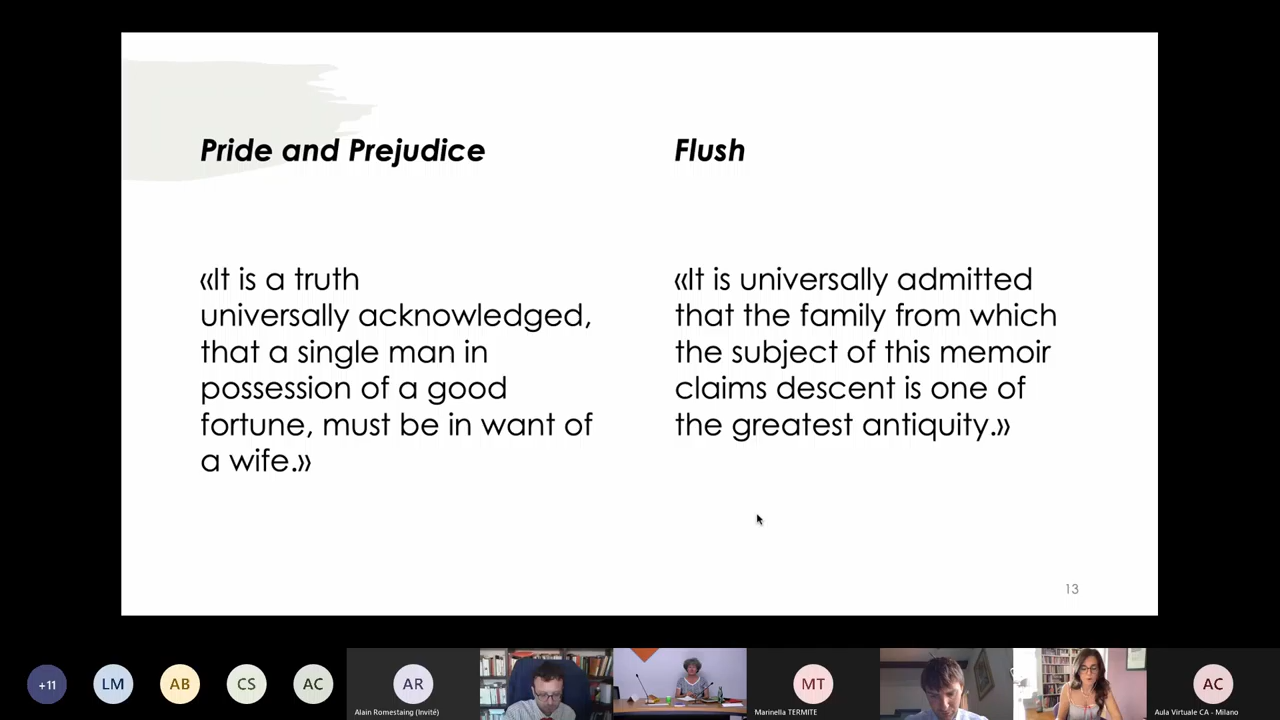 Pride and Prejudice
«It is a truth
universally acknowledged,
that a single man in
possession of a good
fortune, must be in want of
a wife.»
Flush
«It is universally admitted
that the family from which
the subject of this memoir
claims descent is one of
the greatest antiquity.»
13
+11
LM
AB
CS
AC
AR
Alain Romestaing (Invité)
MT
Marinella TERMITE
AC
Aula Virtuale CA - Milano